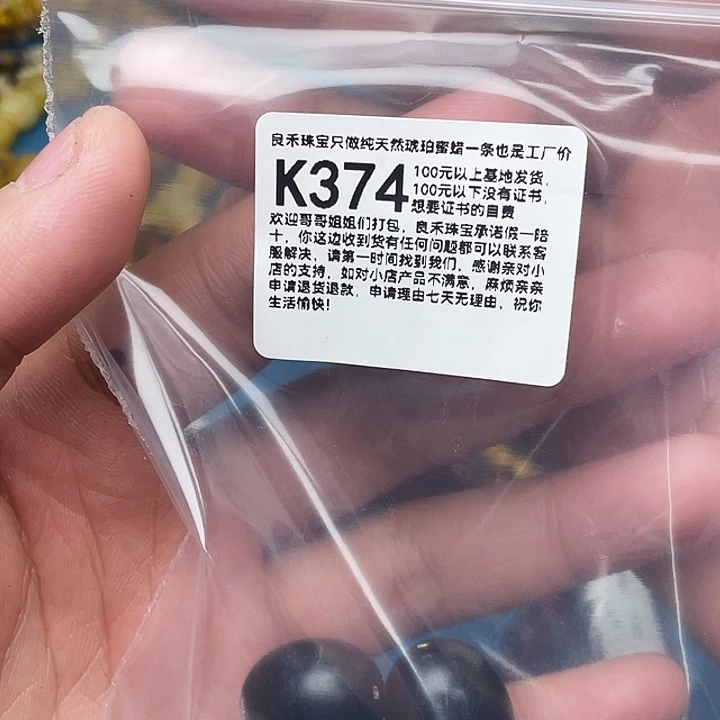 良禾珠宝只做纯天然琥珀蜜蜡一条也是工厂价
K374
100元以上基地发货，
100元以下没有证书，
想要证书的自费
欢迎哥哥姐姐们打包，良禾珠宝承诺假一赔
十，你这边收到货有任何问题都可以联系客
服解决，请第一时间找到我们，感谢亲对小
店的支持，如对小店产品不满意，麻烦亲亲
申请退货退款，申请理由七天无理由，祝你
生活愉快！